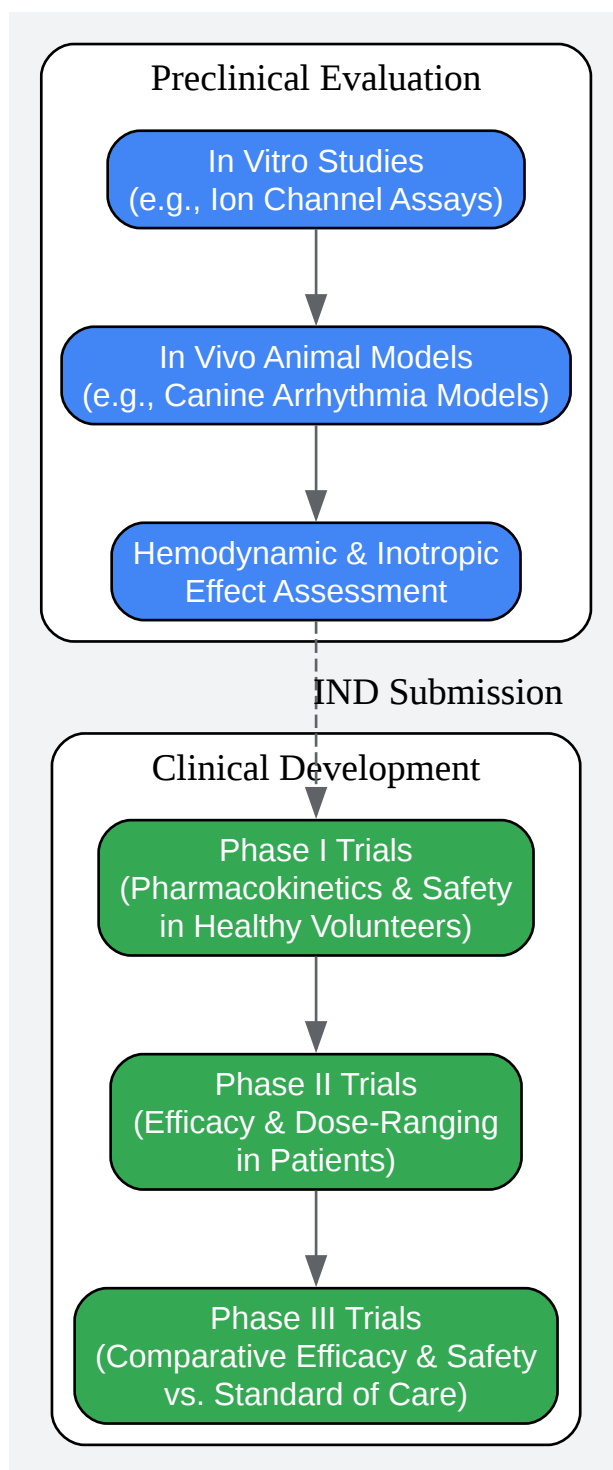 Preclinical Evaluation
In Vitro Studies
(e.g., Ion Channel Assays)
In Vivo Animal Models
(e.g., Canine Arrhythmia Models)
Hemodynamic & Inotropic
Effect Assessment
IND Submission
Clinical Development
Phase I Trials
(Pharmacokinetics & Safety
in Healthy Volunteers)
Phase II Trials
(Efficacy & Dose-Ranging
in Patients)
Phase III Trials
(Comparative Efficacy & Safety
vs. Standard of Care)